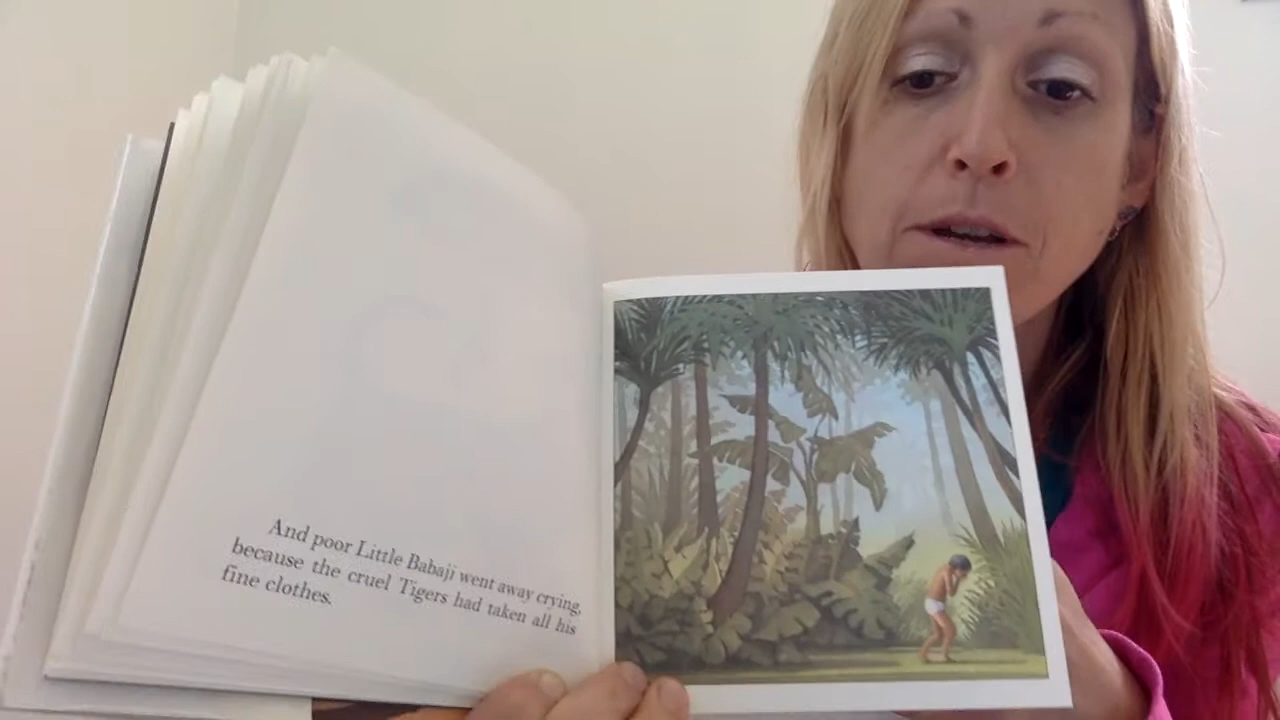 And poor Little Babaji went away crying,
because the cruel Tigers had taken all his
fine clothes.